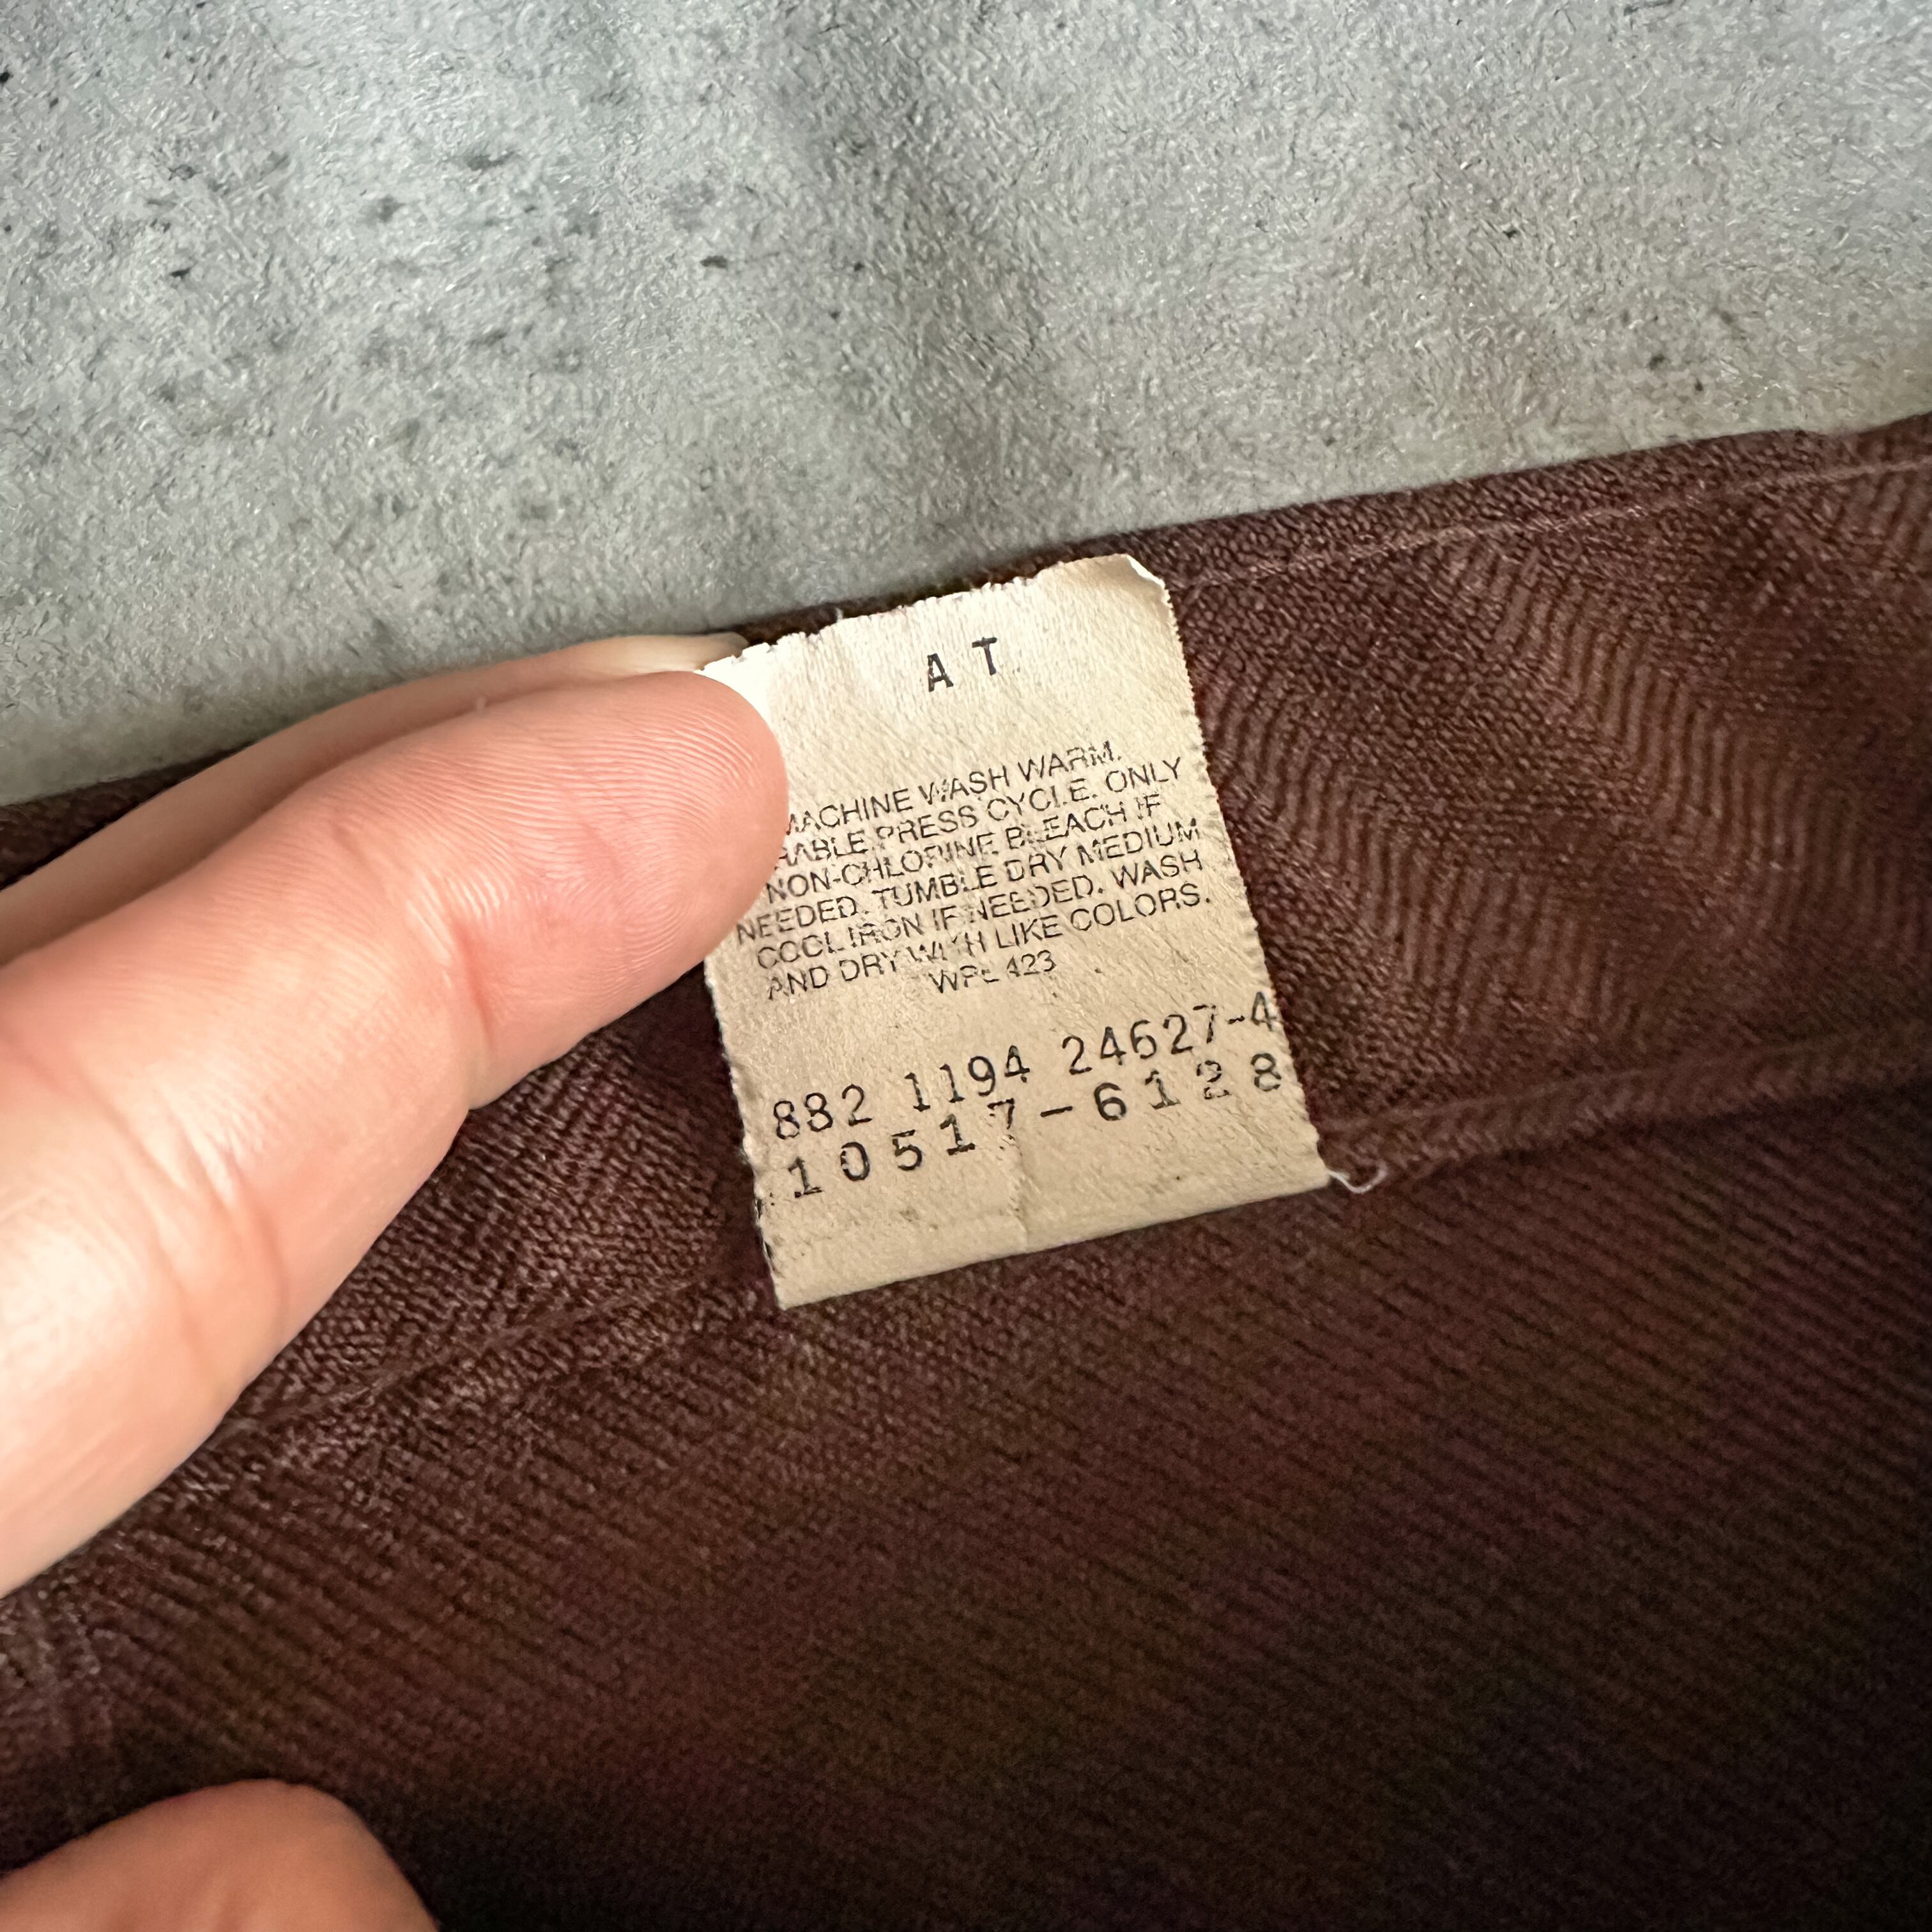 A T
MACHINE WASH WARM.
RABLE PRESS CYCLE. ONLY
NON-CHLORINE BLEACH IF
NEEDED. TUMBLE DRY MEDIUM
COOL IRON IF NEEDED. WASH
AND DRY WITH LIKE COLORS.
WPL 423
882 1194 24627-4
10517-6128